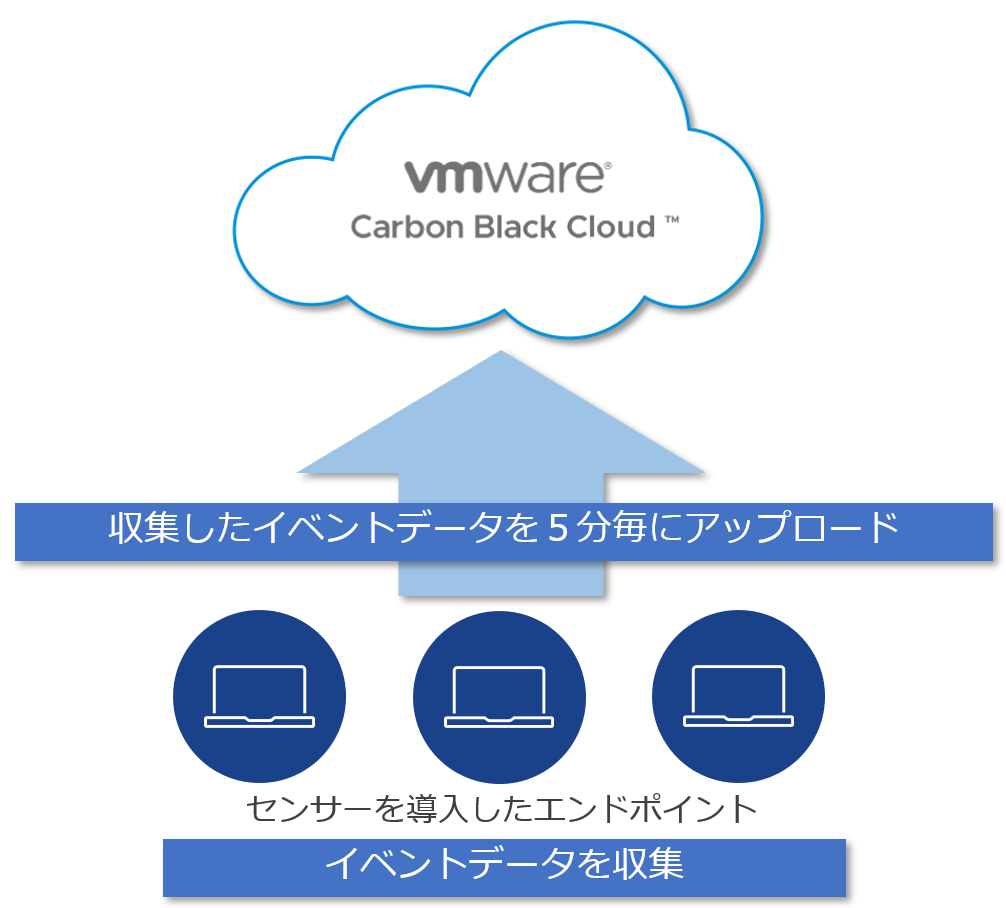 vmware®
Carbon Black Cloud ™
収集したイベントデータを５分毎にアップロード
センサーを導入したエンドポイント
イベントデータを収集